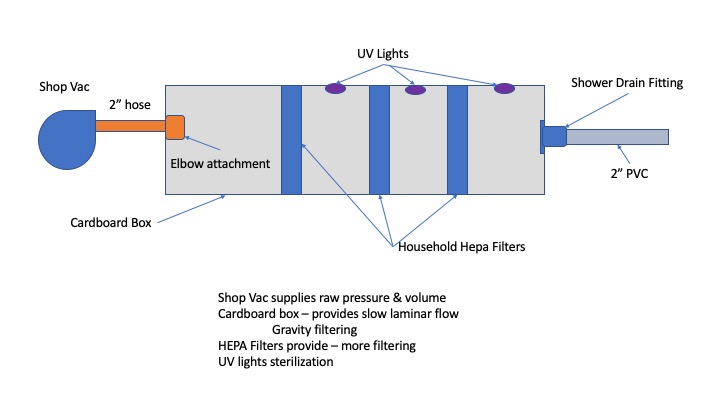 UV Lights
Shop Vac
Shower Drain Fitting
2” hose
Elbow attachment
2” PVC
Cardboard Box
Household Hepa Filters
Shop Vac supplies raw pressure & volume
Cardboard box – provides slow laminar flow
Gravity filtering
HEPA Filters provide – more filtering
UV lights sterilization